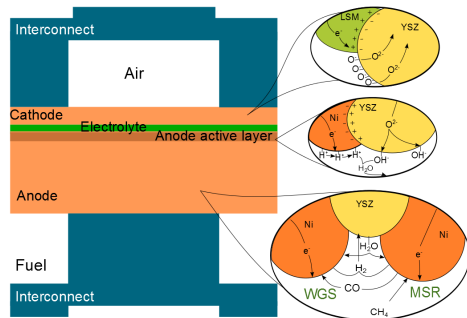 Interconnect
Air
Cathode
Electrolyte
Anode active layer
Anode
Fuel
Interconnect
LSM
YSZ
e⁻
O⁻
O²⁻
O⁻
O⁻
O²⁻
YSZ
Ni
e⁻
O²⁻
H⁺
H⁺
H⁺
H₂O
OH⁻
OH⁻
YSZ
Ni
Ni
e⁻
H₂O
H₂
e⁻
WGS
CO
MSR
CH₄